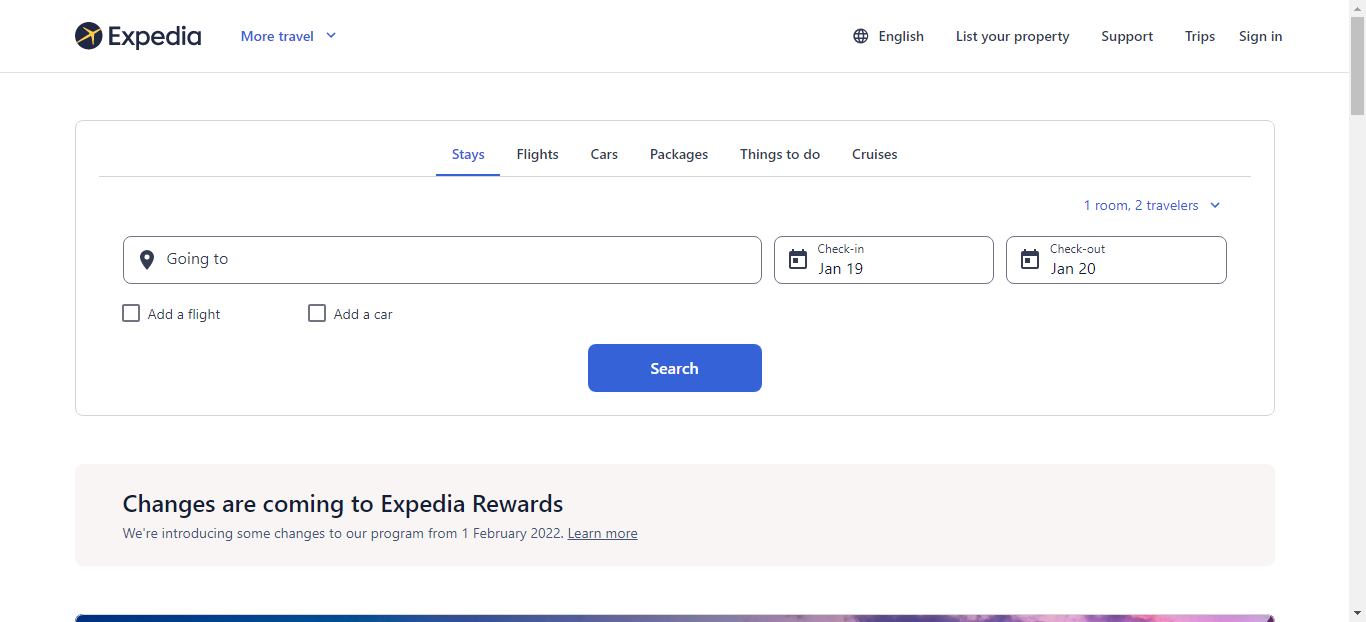 Expedia
More travel
English
List your property
Support
Trips
Sign in
Stays
Flights
Cars
Packages
Things to do
Cruises
1 room, 2 travelers
Going to
Check-in
Jan 19
Check-out
Jan 20
Add a flight
Add a car
Search
Changes are coming to Expedia Rewards
We're introducing some changes to our program from 1 February 2022. Learn more